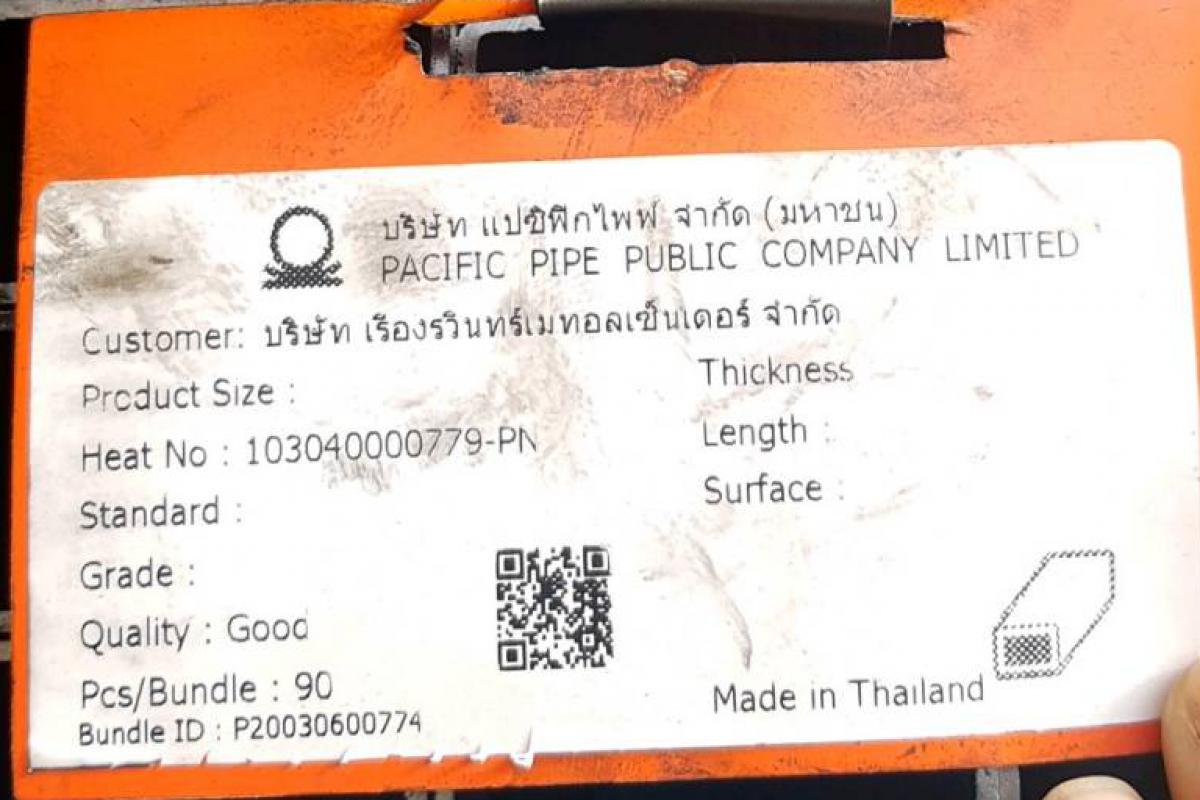 บริษัท แปซิฟิกไพพ์ จำกัด (มหาชน)
PACIFIC PIPE PUBLIC COMPANY LIMITED
Customer: บริษัท เรืองรวินทร์เมทอลเซ็นเตอร์ จำกัด
Product Size :
Thickness
Heat No : 103040000779-PN
Length :
Standard :
Surface :
Grade :
Quality : Good
Pcs/Bundle : 90
Made in Thailand
Bundle ID : P20030600774